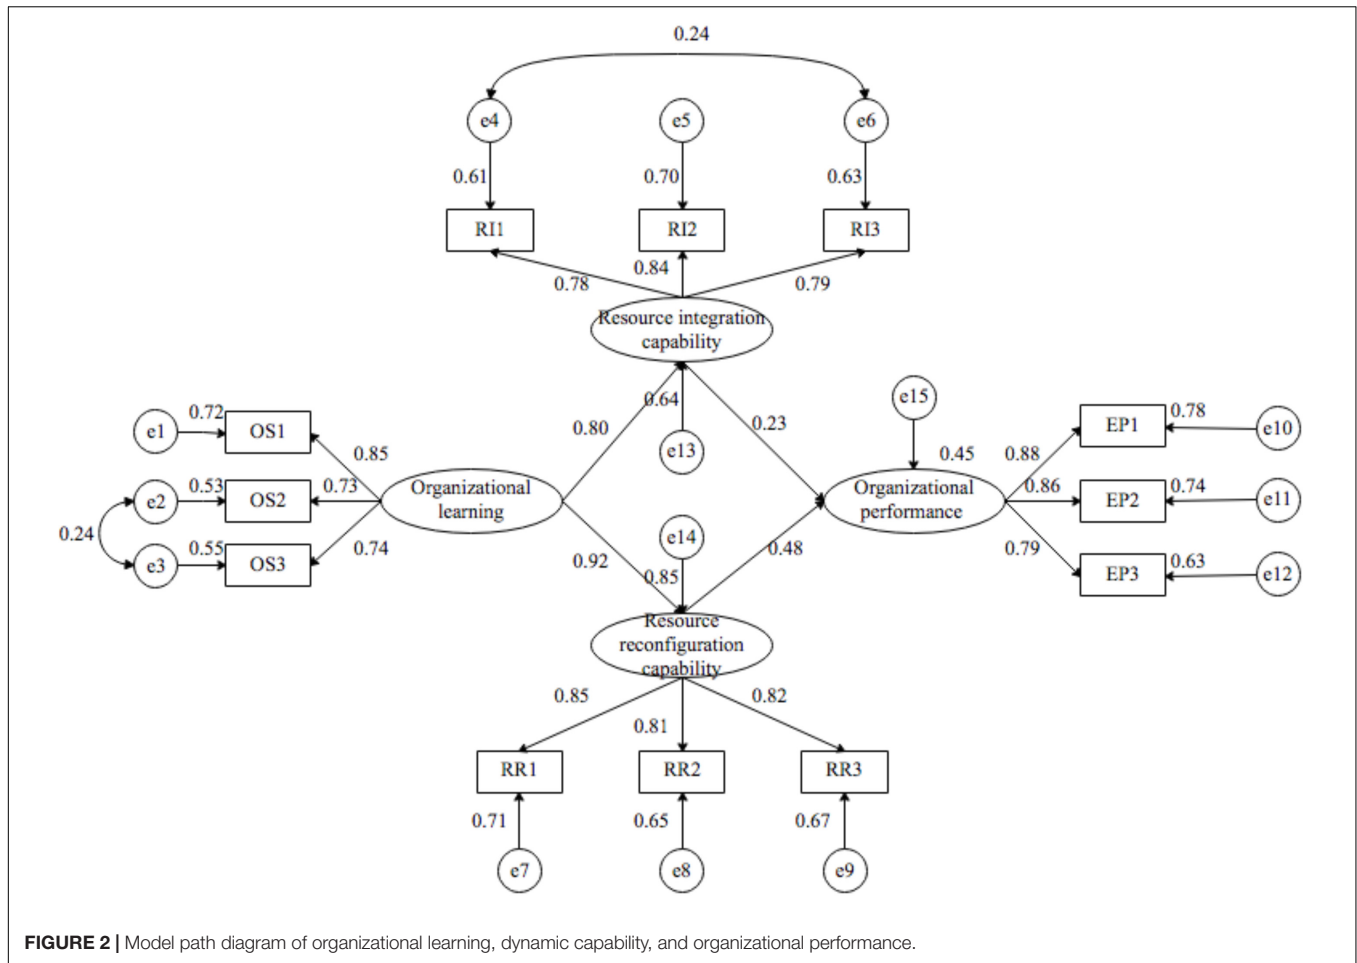 0.24
e4
e5
e6
0.61
0.70
0.63
RI1
RI2
RI3
0.78
0.84
0.79
Resource integration
capability
0.72
e1
OS1
0.85
0.80
0.64
e13
0.23
e15
0.45
0.88
EP1
0.78
e10
e2
0.53
OS2
0.73
Organizational
learning
Organizational
performance
0.86
EP2
0.74
e11
0.24
e3
0.55
OS3
0.74
0.92
e14
0.85
0.48
0.79
EP3
0.63
e12
Resource
reconfiguration
capability
0.85
0.81
0.82
RR1
RR2
RR3
0.71
0.65
0.67
e7
e8
e9
FIGURE 2 | Model path diagram of organizational learning, dynamic capability, and organizational performance.